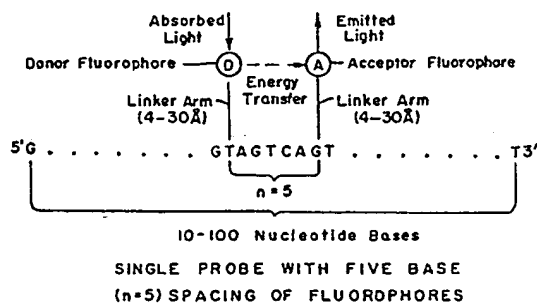 Absorbed Light
Emitted Light
Donor Fluorophore
D
A
Acceptor Fluorophore
Energy Transfer
Linker Arm (4-30Å)
Linker Arm (4-30Å)
5'G . . . . . . . GTAGTCAGT . . . . . . . T3'
n=5
10-100 Nucleotide Bases
SINGLE PROBE WITH FIVE BASE
(n=5) SPACING OF FLUORDPHORES